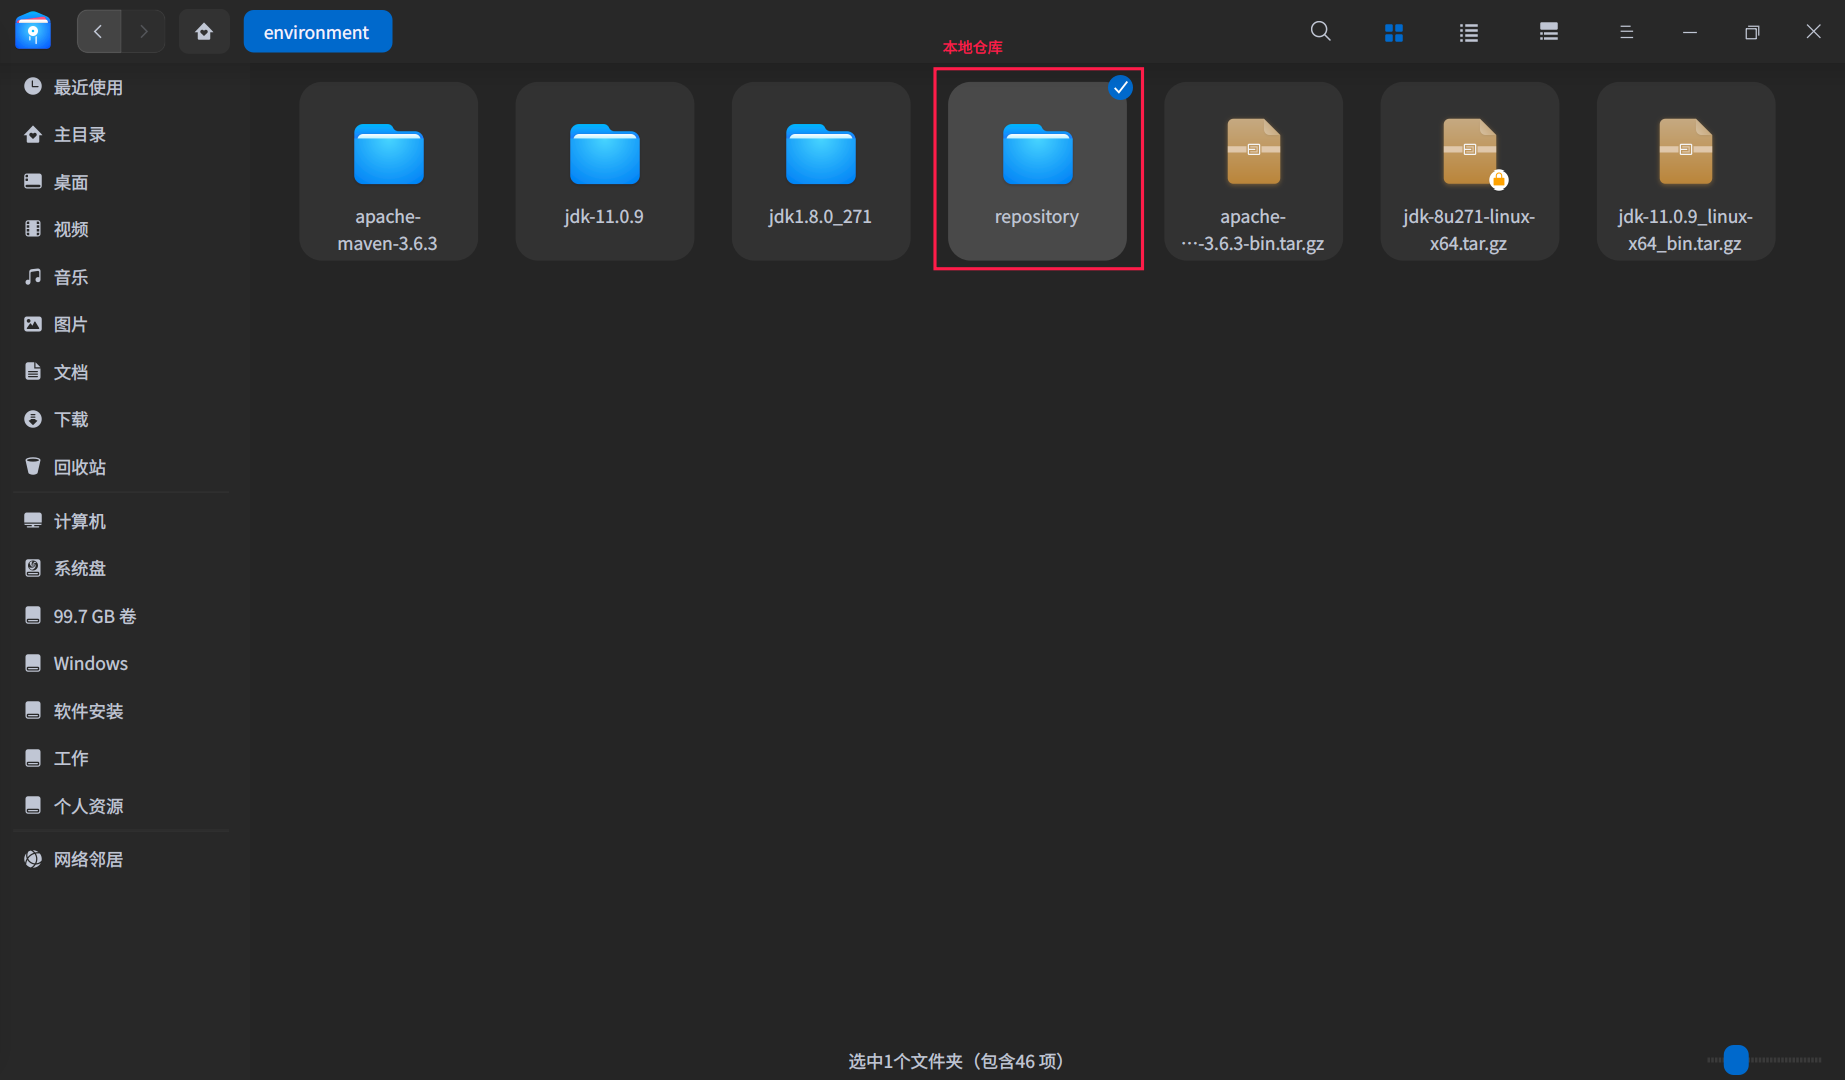 environment
本地仓库
最近使用
主目录
桌面
视频
音乐
图片
文档
下载
回收站
计算机
系统盘
99.7 GB 卷
Windows
软件安装
工作
个人资源
网络邻居
apache-
maven-3.6.3
jdk-11.0.9
jdk1.8.0_271
repository
apache-
…-3.6.3-bin.tar.gz
jdk-8u271-linux-
x64.tar.gz
jdk-11.0.9_linux-
x64_bin.tar.gz
选中1个文件夹（包含46 项）